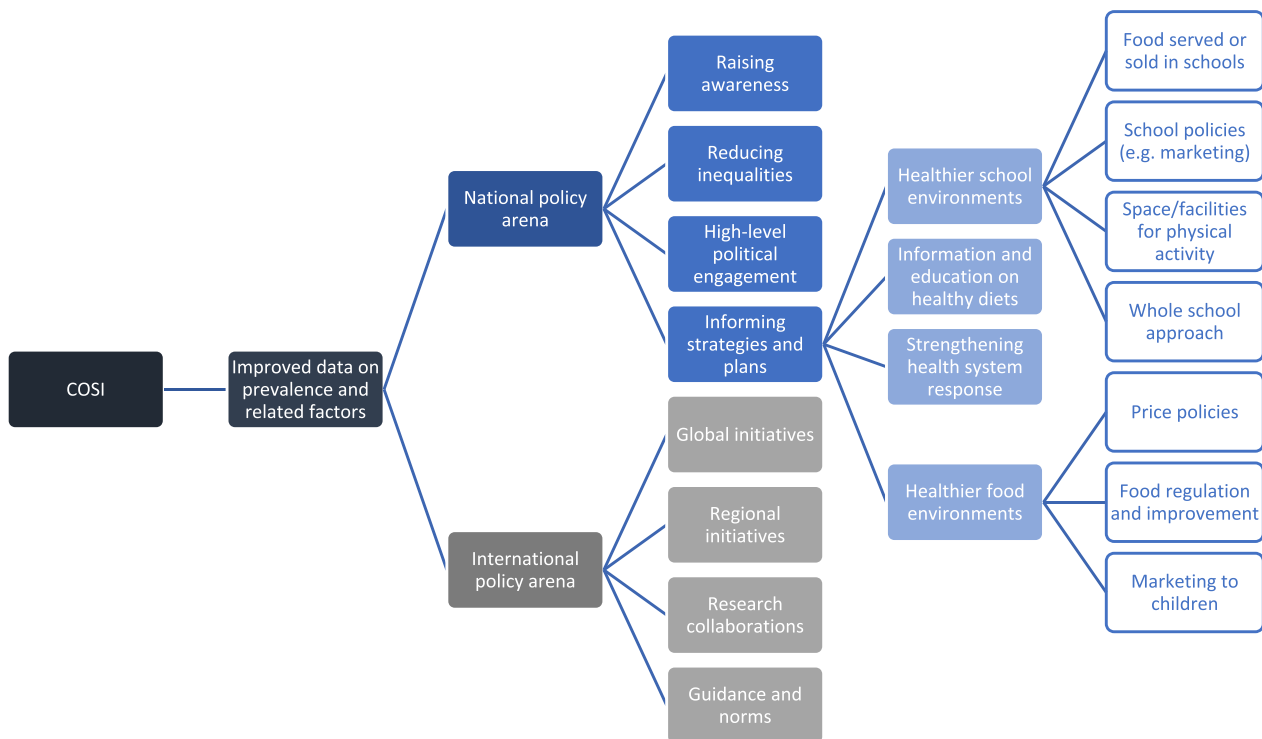 COSI
Improved data on
prevalence and
related factors
National policy
arena
International
policy arena
Raising
awareness
Reducing
inequalities
High-level
political
engagement
Informing
strategies and
plans
Global initiatives
Regional
initiatives
Research
collaborations
Guidance and
norms
Healthier school
environments
Information and
education on
healthy diets
Strengthening
health system
response
Healthier food
environments
Food served or
sold in schools
School policies
(e.g. marketing)
Space/facilities
for physical
activity
Whole school
approach
Price policies
Food regulation
and improvement
Marketing to
children